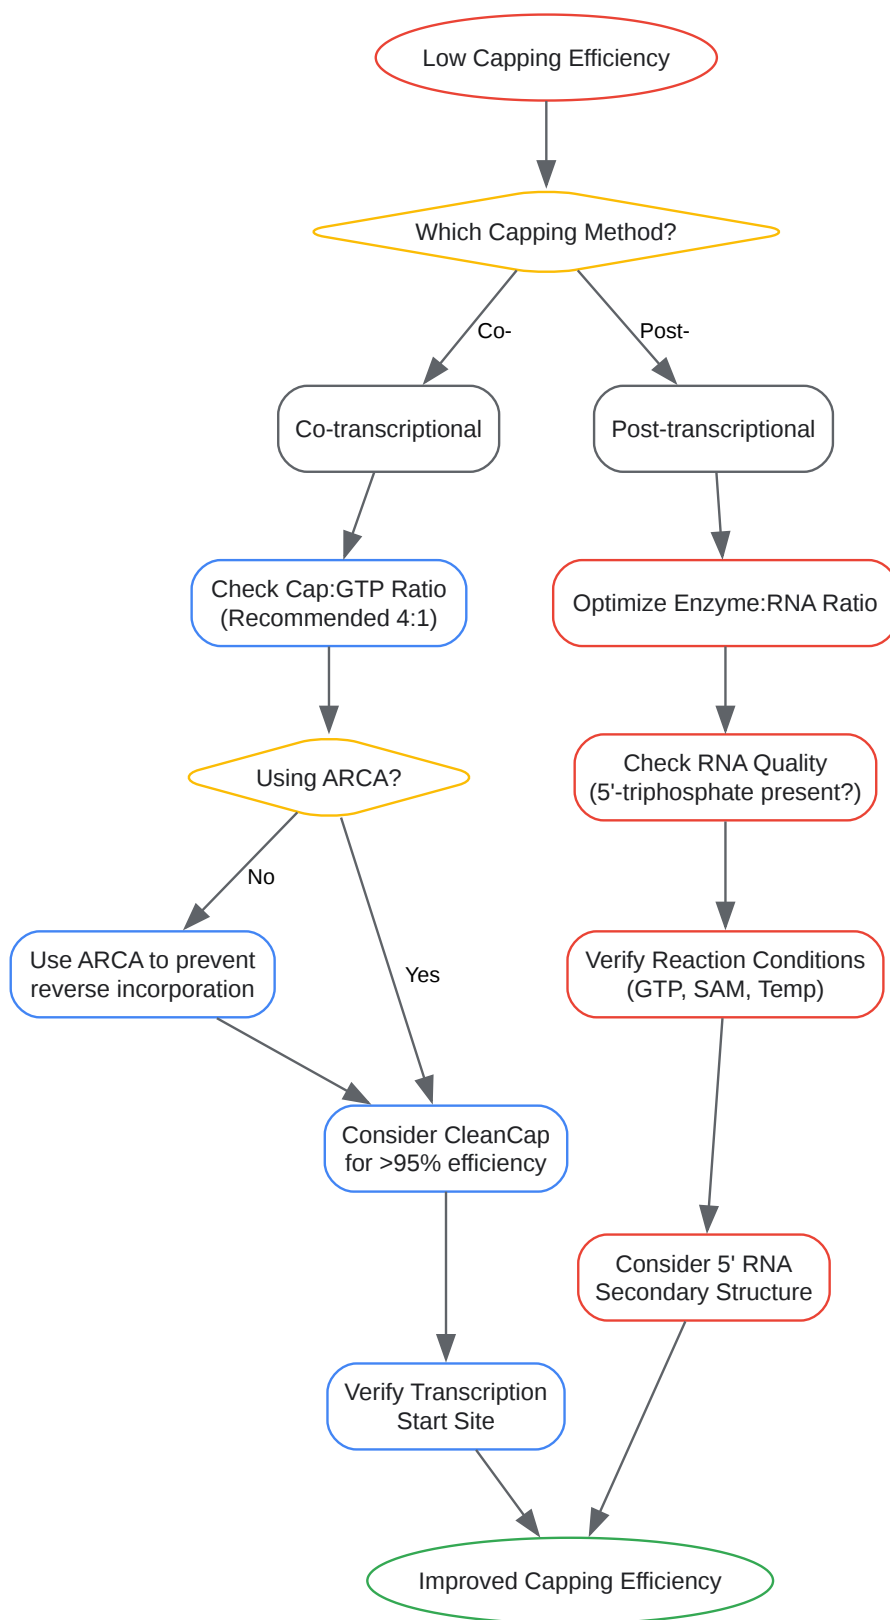 Low Capping Efficiency
Which Capping Method?
Co-
Post-
Co-transcriptional
Post-transcriptional
Check Cap:GTP Ratio
(Recommended 4:1)
Optimize Enzyme:RNA Ratio
Using ARCA?
Check RNA Quality
(5'-triphosphate present?)
No
Yes
Use ARCA to prevent
reverse incorporation
Verify Reaction Conditions
(GTP, SAM, Temp)
Consider CleanCap
for >95% efficiency
Consider 5' RNA
Secondary Structure
Verify Transcription
Start Site
Improved Capping Efficiency